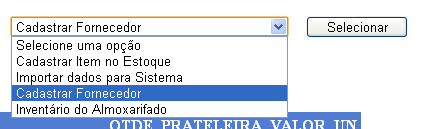 Cadastrar Fornecedor
Selecionar
Selecione uma opção
Cadastrar Item no Estoque
Importar dados para Sistema
Cadastrar Fornecedor
Inventário do Almoxarifado
QTDE PRATELEIRA VALOR UN